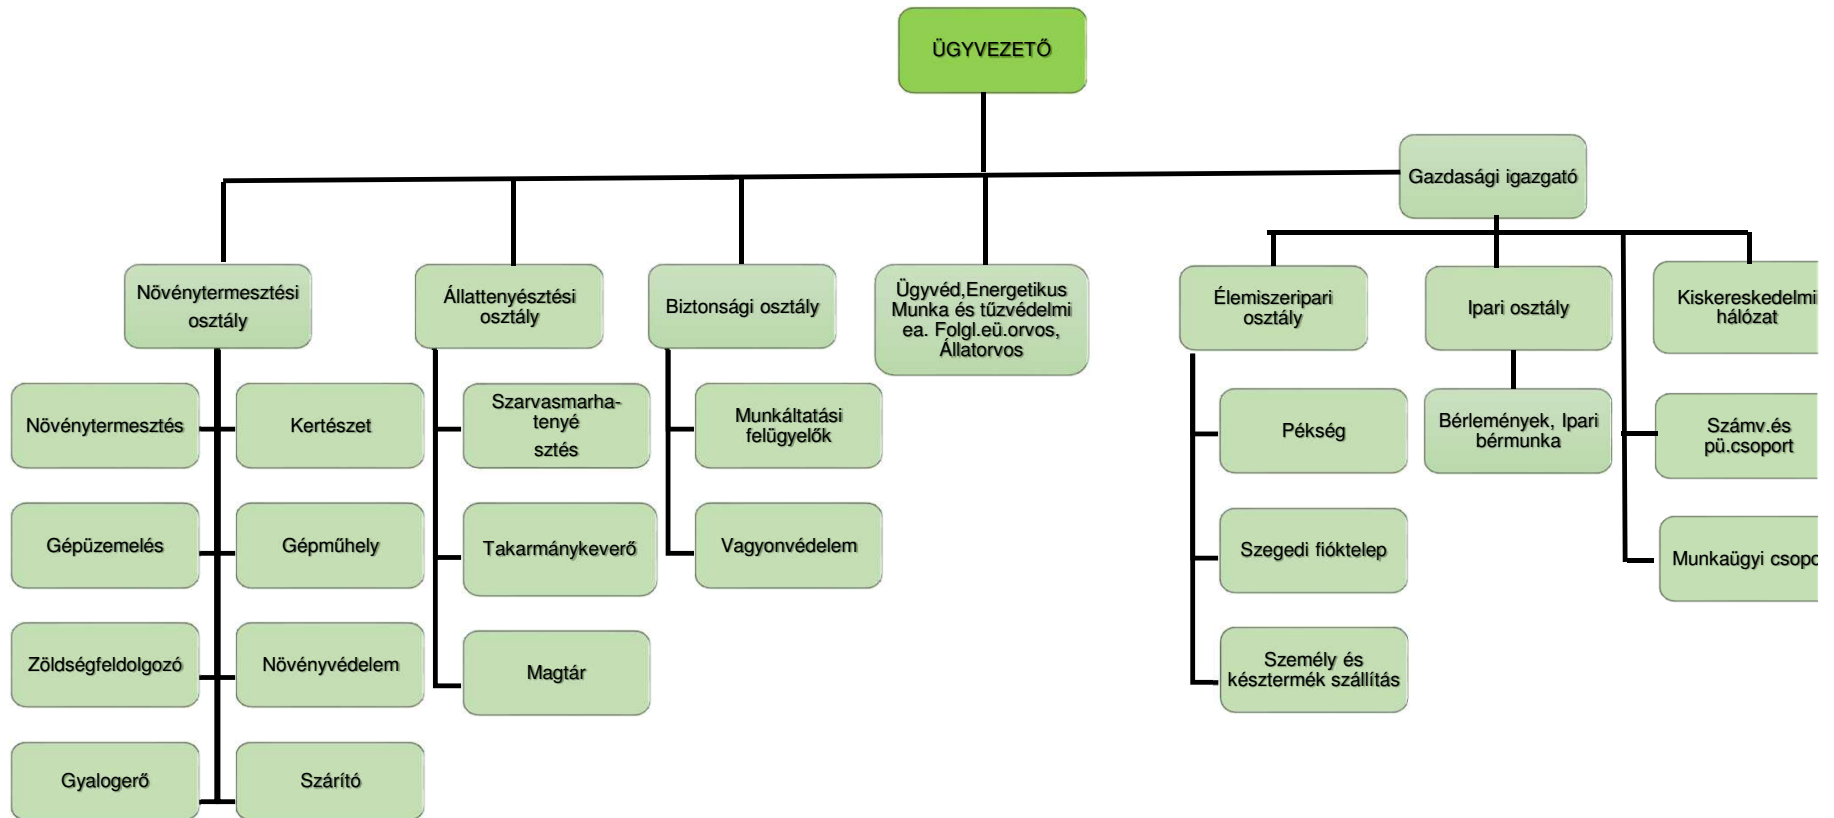 ÜGYVEZETŐ
Gazdasági igazgató
Növénytermesztési
osztály
Állattenyésztési
osztály
Biztonsági osztály
Ügyvéd,Energetikus
Munka és tűzvédelmi
ea. Folgl.eü.orvos,
Állatorvos
Élemiszeripari
osztály
Ipari osztály
Kiskereskedelmi
hálózat
Növénytermesztés
Kertészet
Szarvasmarha-
tenyé
sztés
Munkáltatási
felügyelők
Pékség
Bérlemények, Ipari
bérmunka
Számv.és
pü.csoport
Gépüzemelés
Gépműhely
Takarmánykeverő
Vagyonvédelem
Szegedi fióktelep
Munkaügyi csopo
Zöldségfeldolgozó
Növényvédelem
Magtár
Személy és
késztermék szállítás
Gyalogerő
Szárító